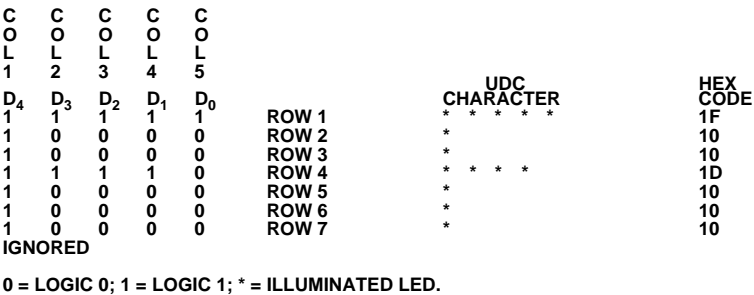 C C C C C
O O O O O
L L L L L
1 2 3 4 5
UDC HEX
D4 D3 D2 D1 D0 CHARACTER CODE
1 1 1 1 1 ROW 1 * * * * * 1F
1 0 0 0 0 ROW 2 * 10
1 0 0 0 0 ROW 3 * 10
1 1 1 1 0 ROW 4 * * * * 1D
1 0 0 0 0 ROW 5 * 10
1 0 0 0 0 ROW 6 * 10
1 0 0 0 0 ROW 7 * 10
IGNORED
0 = LOGIC 0; 1 = LOGIC 1; * = ILLUMINATED LED.